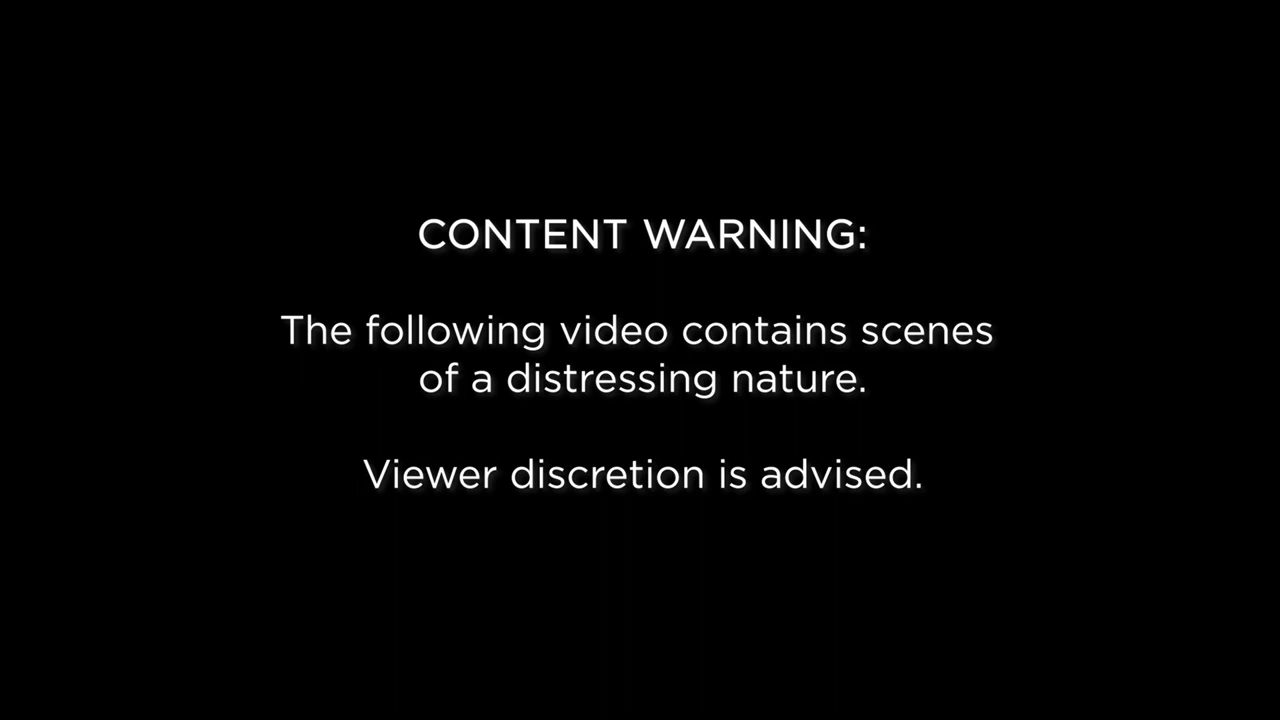 CONTENT WARNING:
The following video contains scenes
of a distressing nature.
Viewer discretion is advised.